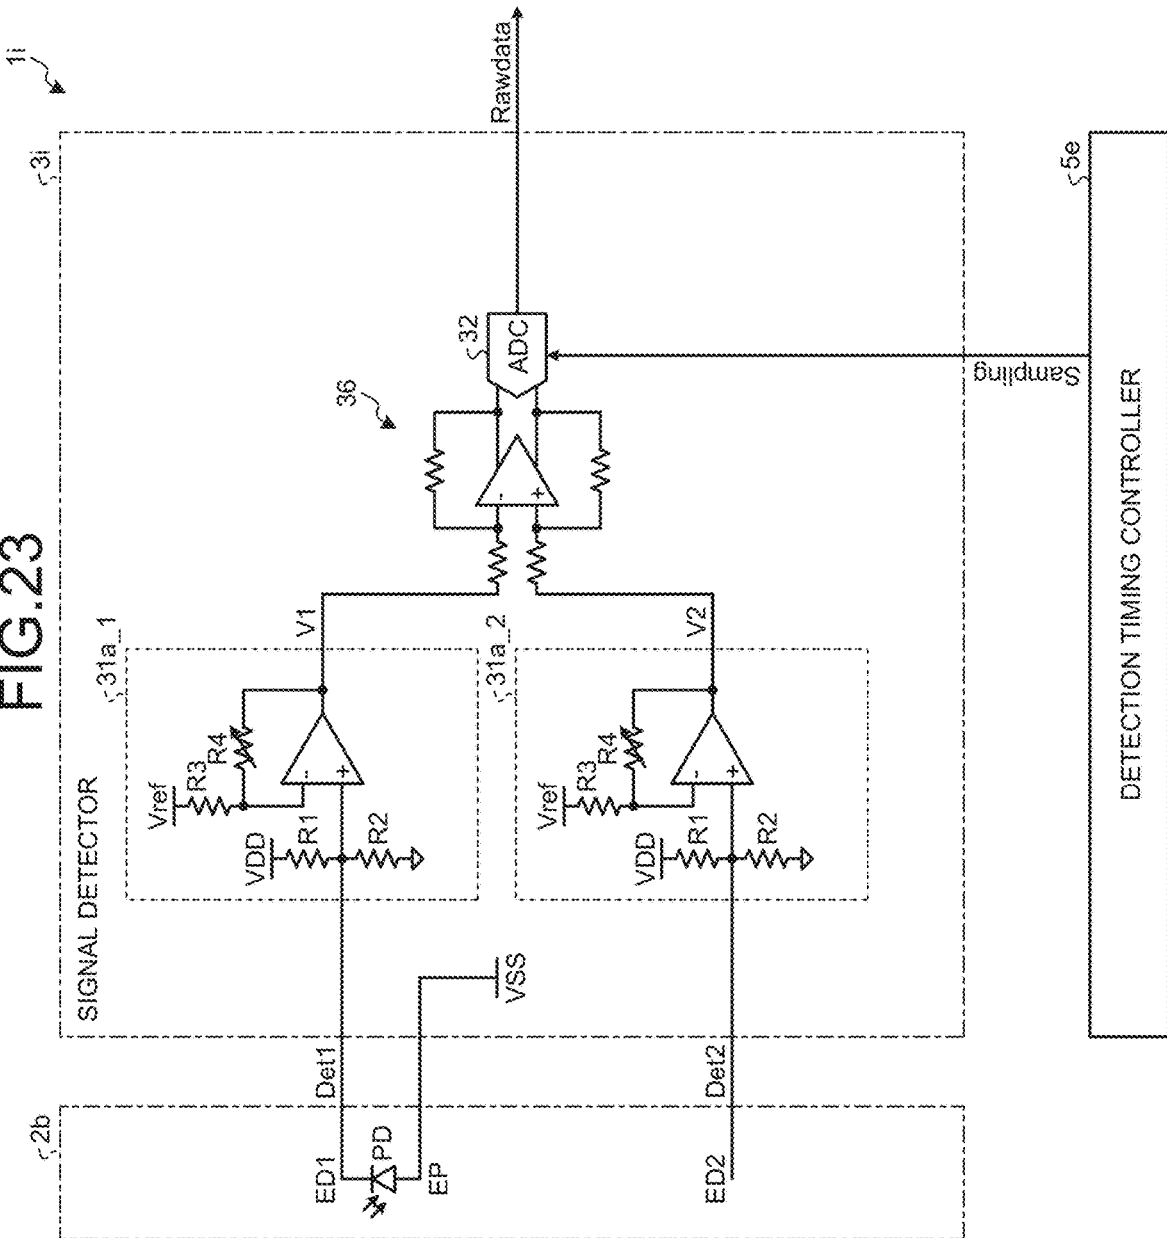 FIG.23
1i
3i
SIGNAL DETECTOR
31a_1
Vref
R3
R4
VDD
R1
R2
-
+
V1
36
32
ADC
Rawdata
31a_2
Vref
R3
R4
VDD
R1
R2
-
+
V2
-
+
2b
ED1
PD
EP
Det1
VSS
ED2
Det2
Sampling
5e
DETECTION TIMING CONTROLLER